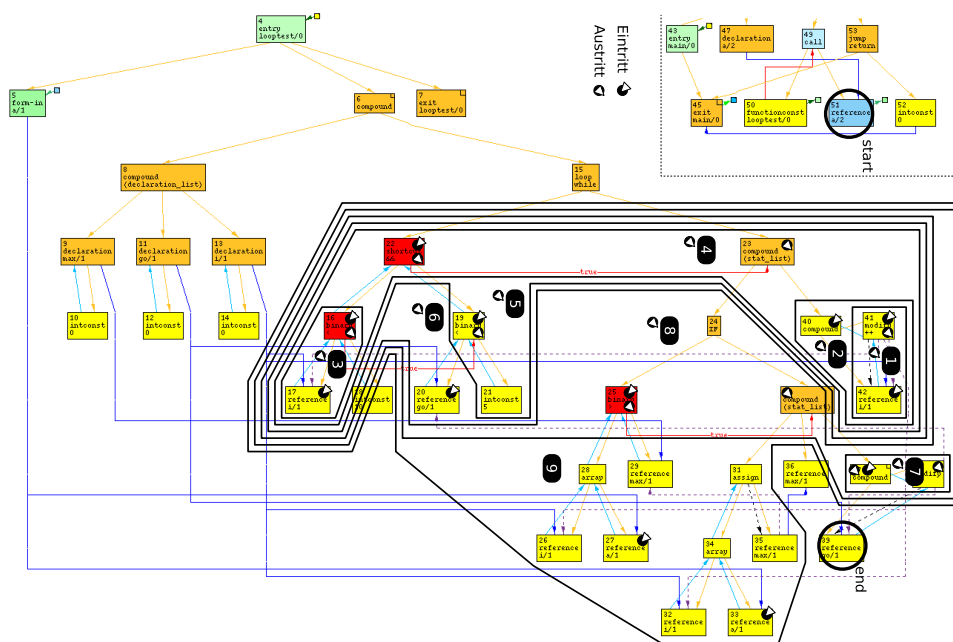 4
entry
looptest/0
5
form-in
a/1
6
compound
7
exit
looptest/0
Eintritt
Austritt
43
entry
main/0
47
declaration
a/2
49
call
53
jump
return
45
exit
main/0
50
functionconst
looptest/0
51
reference
a/2
52
intconst
0
start
8
compound
(declaration_list)
15
loop
while
9
declaration
max/1
11
declaration
go/1
13
declaration
i/1
10
intconst
0
12
intconst
0
14
intconst
0
22
true
23
compound
(stat_list)
4
5
6
8
24
IF
40
compound
41
1
2
16
19
3
true
17
reference
i/1
20
reference
go/1
21
intconst
5
42
reference
i/1
25
compound
(stat_list)
true
9
28
array
29
reference
max/1
31
assign
36
reference
max/1
compound
7
26
reference
i/1
27
reference
a/1
34
array
35
reference
max/1
39
reference
go/1
end
32
reference
i/1
33
reference
a/1